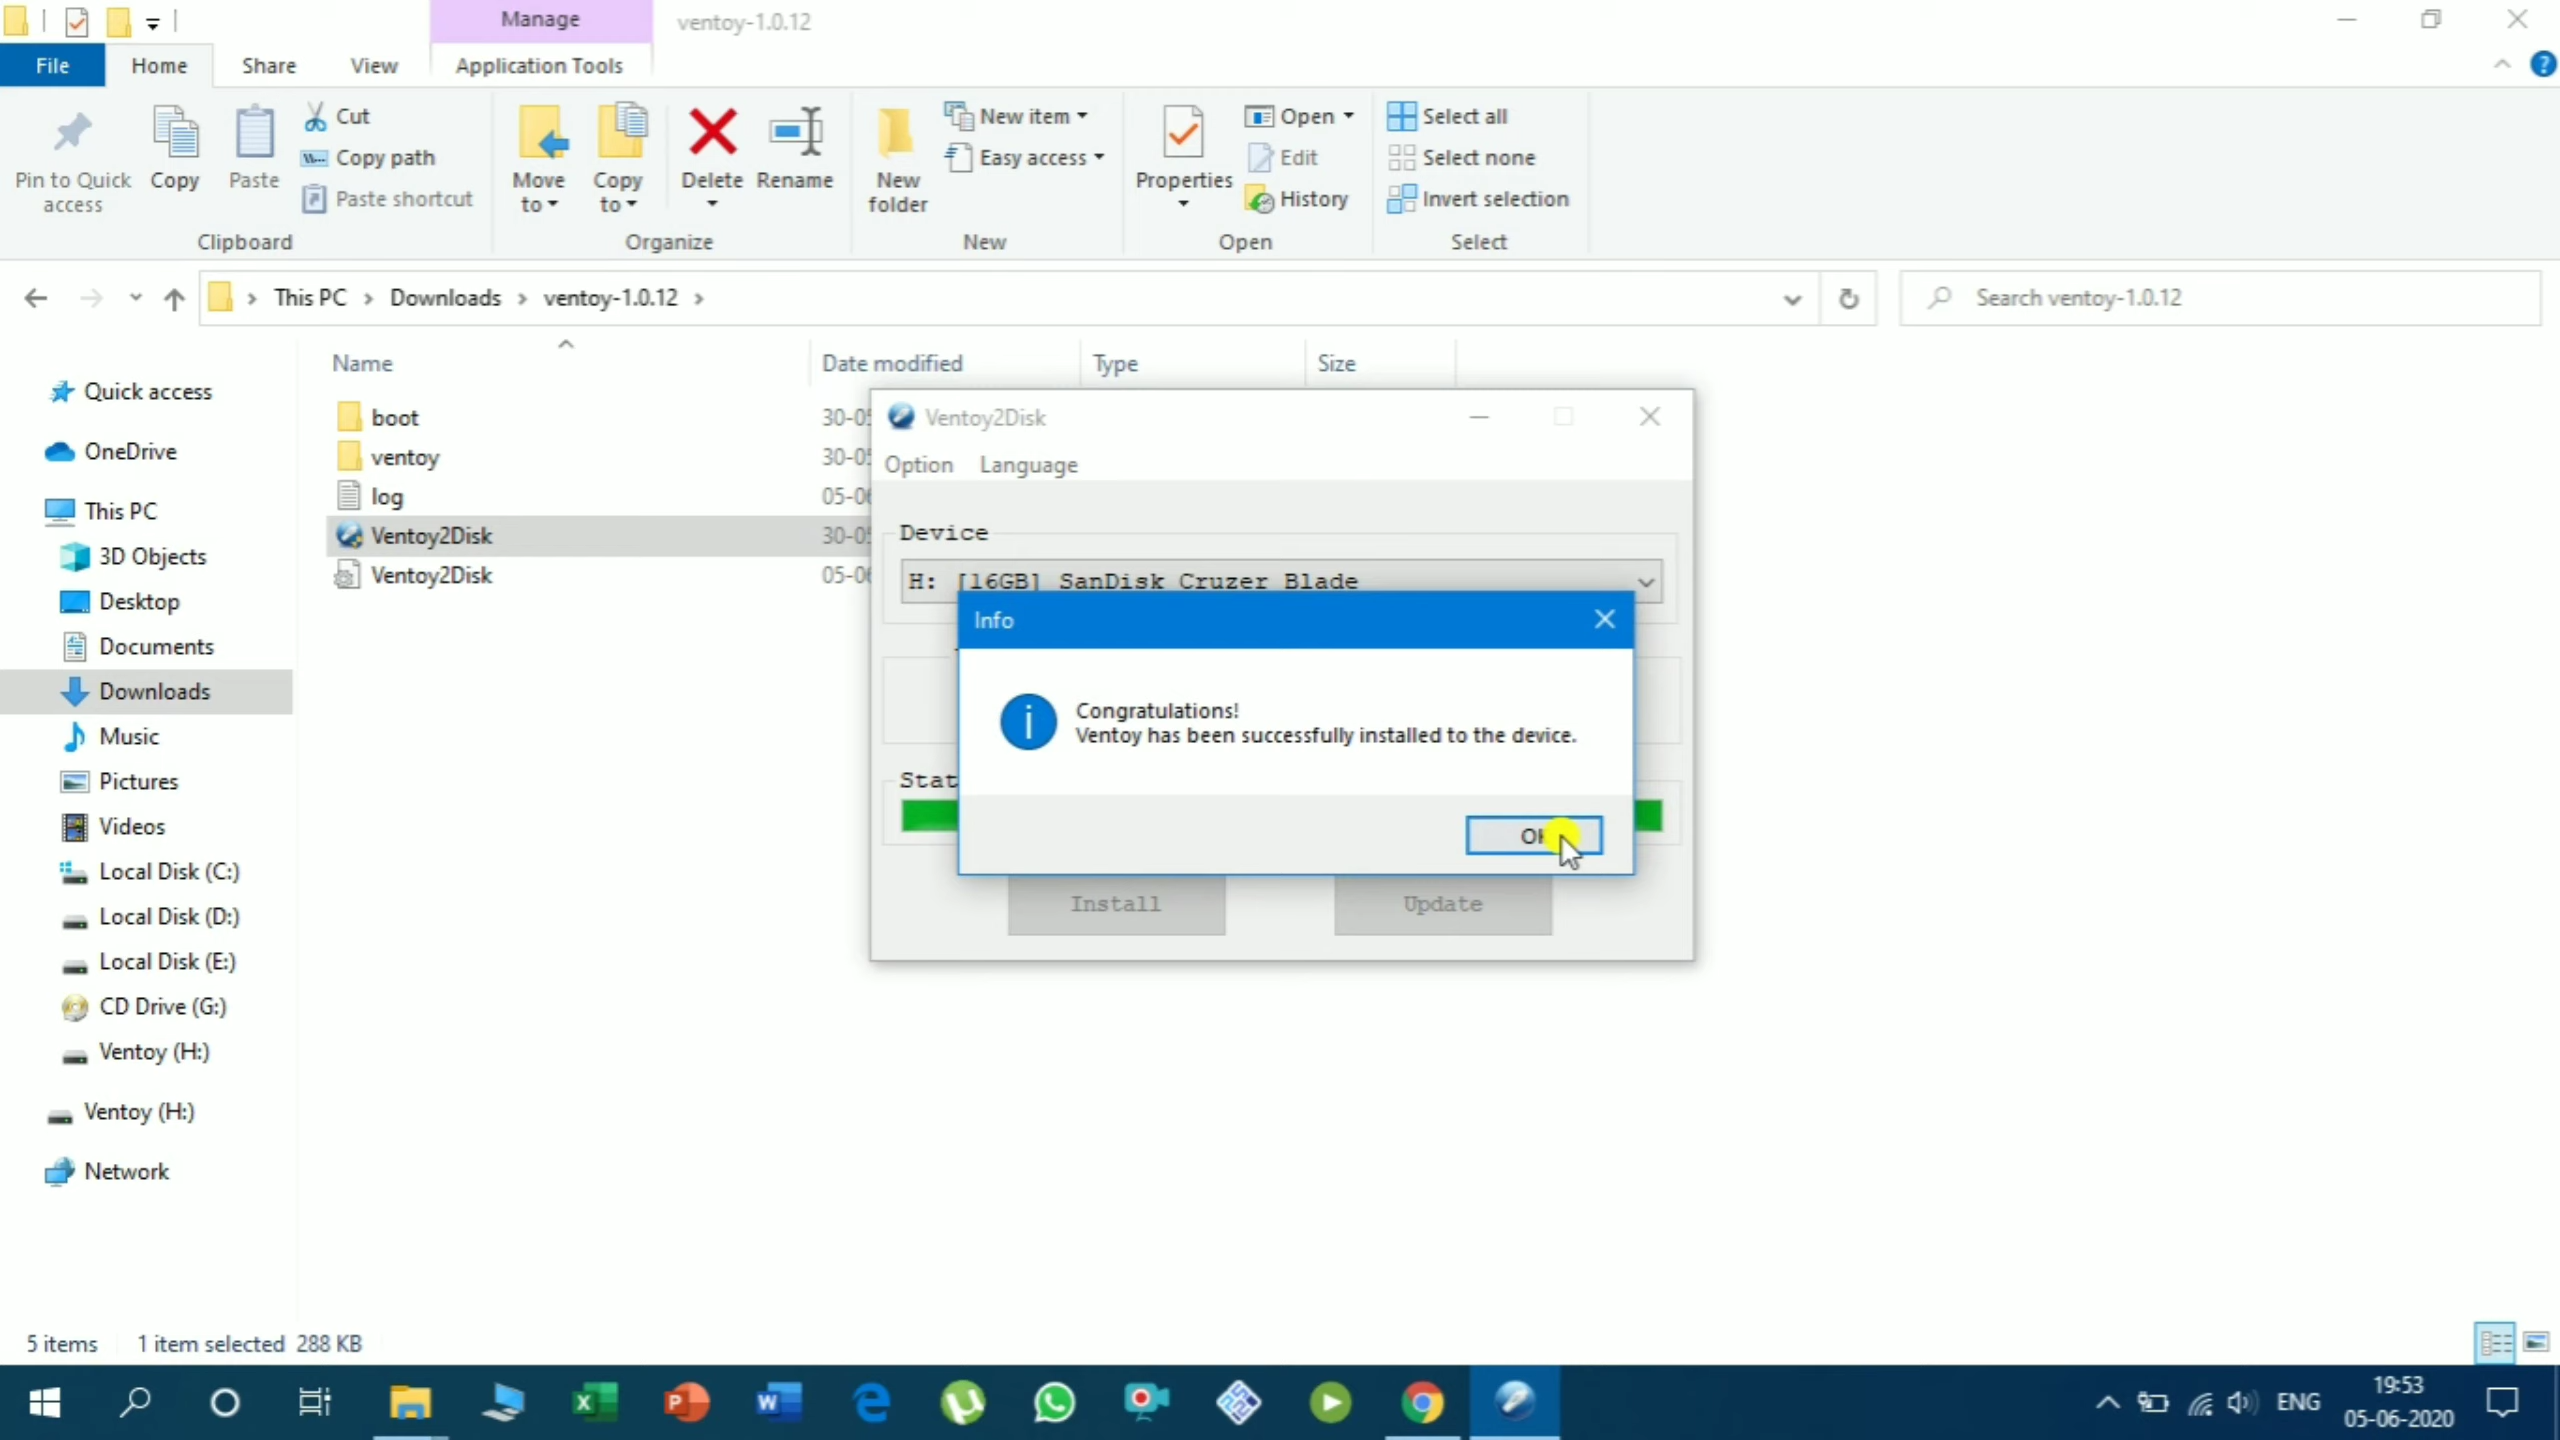 Manage
ventoy-1.0.12
File
Home
Share
View
Application Tools
Pin to Quick access
Copy
Paste
Cut
Copy path
Paste shortcut
Clipboard
Move to
Copy to
Delete
Rename
Organize
New folder
New item
Easy access
New
Properties
Open
Edit
History
Open
Select all
Select none
Invert selection
Select
This PC
Downloads
ventoy-1.0.12
Search ventoy-1.0.12
Name
Date modified
Type
Size
Quick access
OneDrive
This PC
3D Objects
Desktop
Documents
Downloads
Music
Pictures
Videos
Local Disk (C:)
Local Disk (D:)
Local Disk (E:)
CD Drive (G:)
Ventoy (H:)
Ventoy (H:)
Network
boot
ventoy
log
Ventoy2Disk
Ventoy2Disk
Ventoy2Disk
Option
Language
Device
H: [16GB] SanDisk Cruzer Blade
Info
Congratulations!
Ventoy has been successfully installed to the device.
Install
Update
5 items
1 item selected 288 KB
ENG
19:53
05-06-2020